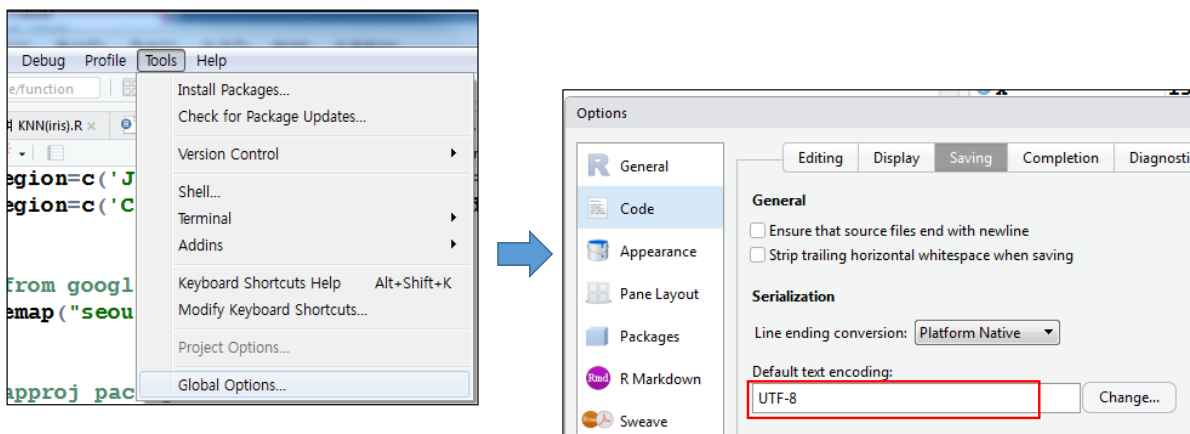 Debug Profile Tools Help
e/function
KNN(iris).R ×
Install Packages...
Check for Package Updates...
Version Control
egion=c('J
egion=c('C
Shell...
Terminal
Addins
from googl
emap("seou
Keyboard Shortcuts Help Alt+Shift+K
Modify Keyboard Shortcuts...
Project Options...
approj pac
Global Options...
Options
General
Code
Appearance
Pane Layout
Packages
Rmd R Markdown
Sweave
Editing Display Saving Completion Diagnosti
General
Ensure that source files end with newline
Strip trailing horizontal whitespace when saving
Serialization
Line ending conversion: Platform Native
Default text encoding:
UTF-8 Change...